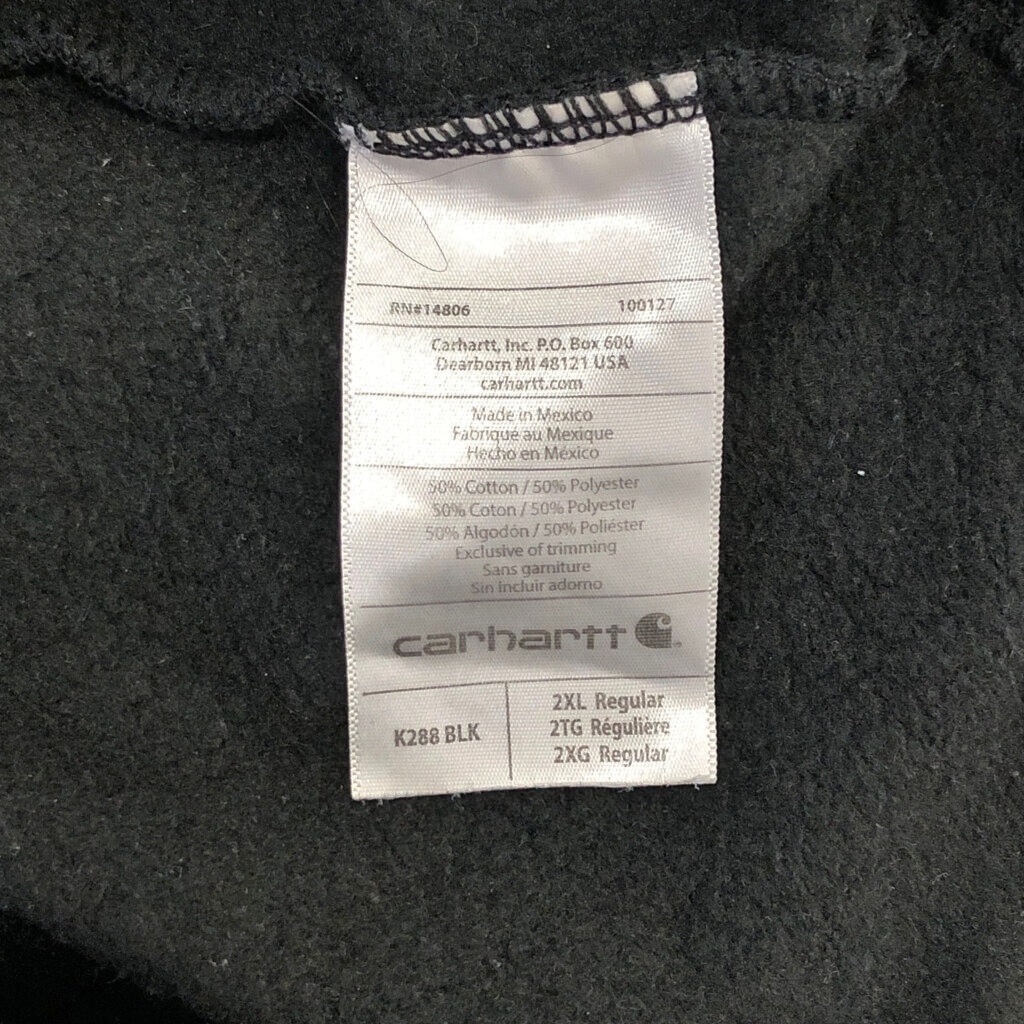 RN#14806 100127
Carhartt, Inc. P.O. Box 600
Dearborn MI 48121 USA
carhartt.com
Made in Mexico
Fabriqué au Mexique
Hecho en México
50% Cotton / 50% Polyester
50% Coton / 50% Polyester
50% Algodón / 50% Poliéster
Exclusive of trimming
Sans garniture
Sin incluir adorno
carhartt
K288 BLK
2XL Regular
2TG Régulière
2XG Regular